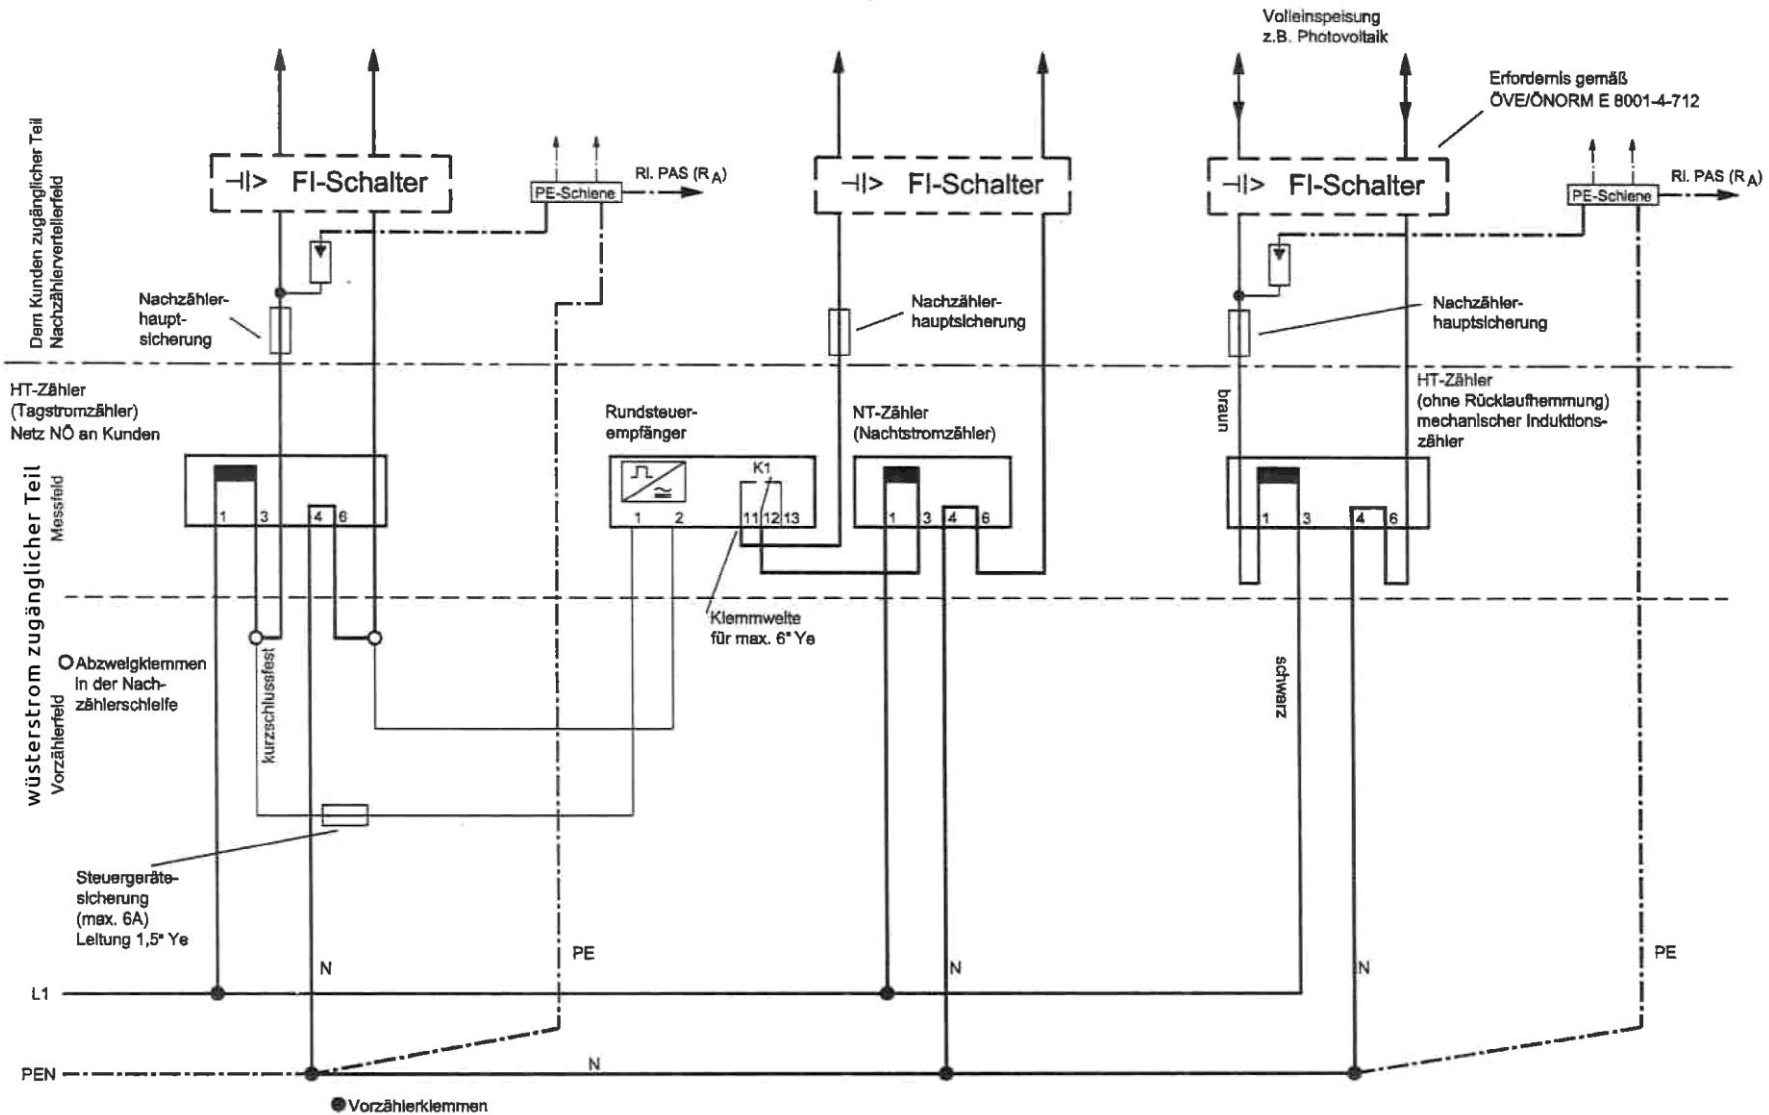 Volleinspeisung
z.B. Photovoltaik
Erfordernis gemäß
ÖVE/ÖNORM E 8001-4-712
Dem Kunden zugänglicher Teil
Nachzählerverteilerfeld
FI-Schalter
PE-Schiene
RI. PAS (RA)
FI-Schalter
FI-Schalter
PE-Schiene
RI. PAS (RA)
Nachzähler-
haupt-
sicherung
Nachzähler-
hauptsicherung
Nachzähler-
hauptsicherung
HT-Zähler
(Tagstromzähler)
Netz NÖ an Kunden
Rundsteuer-
empfänger
NT-Zähler
(Nachtstromzähler)
braun
HT-Zähler
(ohne Rücklaufhemmung)
mechanischer Induktions-
zähler
wüsterstrom zugänglicher Teil
Messfeld
1 3 4 6
K1
1 2 11 12 13
1 3 4 6
1 3 4 6
Klemmweite
für max. 6" Ye
Abzweigklemmen
in der Nach-
zählerschleife
Vorzählerfeld
kurzschlussfest
schwarz
Steuergeräte-
sicherung
(max. 6A)
Leitung 1,5" Ye
N
PE
N
N
PE
L1
N
PEN
Vorzählerklemmen